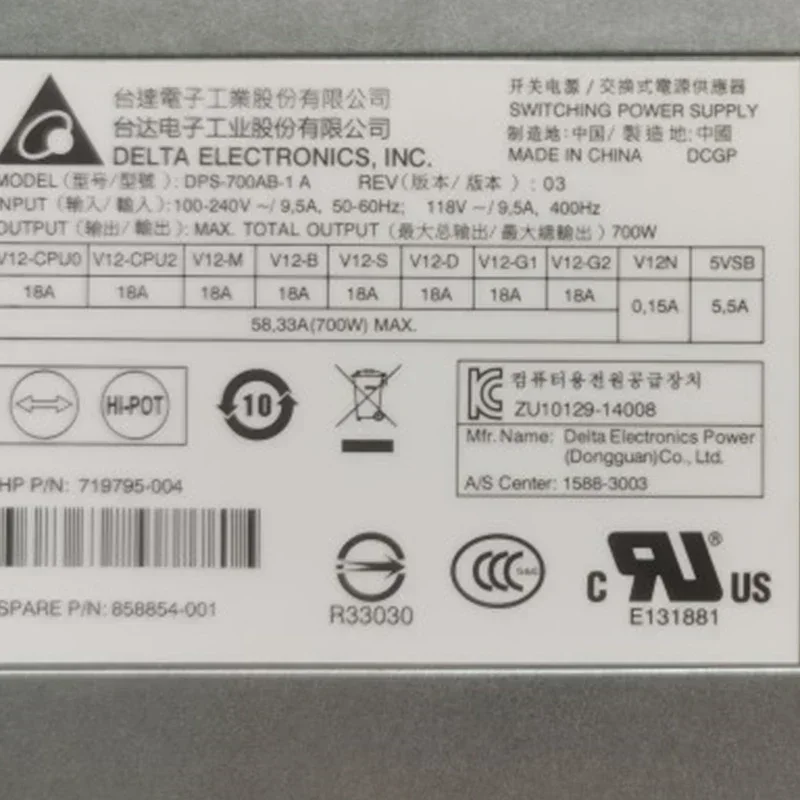 台達電子工業股份有限公司
台达电子工业股份有限公司
DELTA ELECTRONICS, INC.
开关电源 / 交換式電源供應器
SWITCHING POWER SUPPLY
制造地:中国/ 製造地:中國
MADE IN CHINA DCGP
MODEL (型号/型號 ): DPS-700AB-1 A REV(版本/ 版本 ) : 03
INPUT (输入/ 輸入 ): 100-240V ~/ 9,5A, 50-60Hz; 118V ~/ 9,5A, 400Hz
OUTPUT (输出/ 輸出 ): MAX. TOTAL OUTPUT (最大总输出/ 最大總輸出 ) 700W
V12-CPU0 V12-CPU2 V12-M V12-B V12-S V12-D V12-G1 V12-G2 V12N 5VSB
18A 18A 18A 18A 18A 18A 18A 18A 0,15A 5,5A
58,33A(700W) MAX.
HI-POT
10
컴퓨터용전원공급장치
ZU10129-14008
Mfr. Name: Delta Electronics Power
(Dongguan)Co., Ltd.
A/S Center: 1588-3003
HP P/N: 719795-004
SPARE P/N: 858854-001
R33030
CCC S&E
C RU ® US
E131881